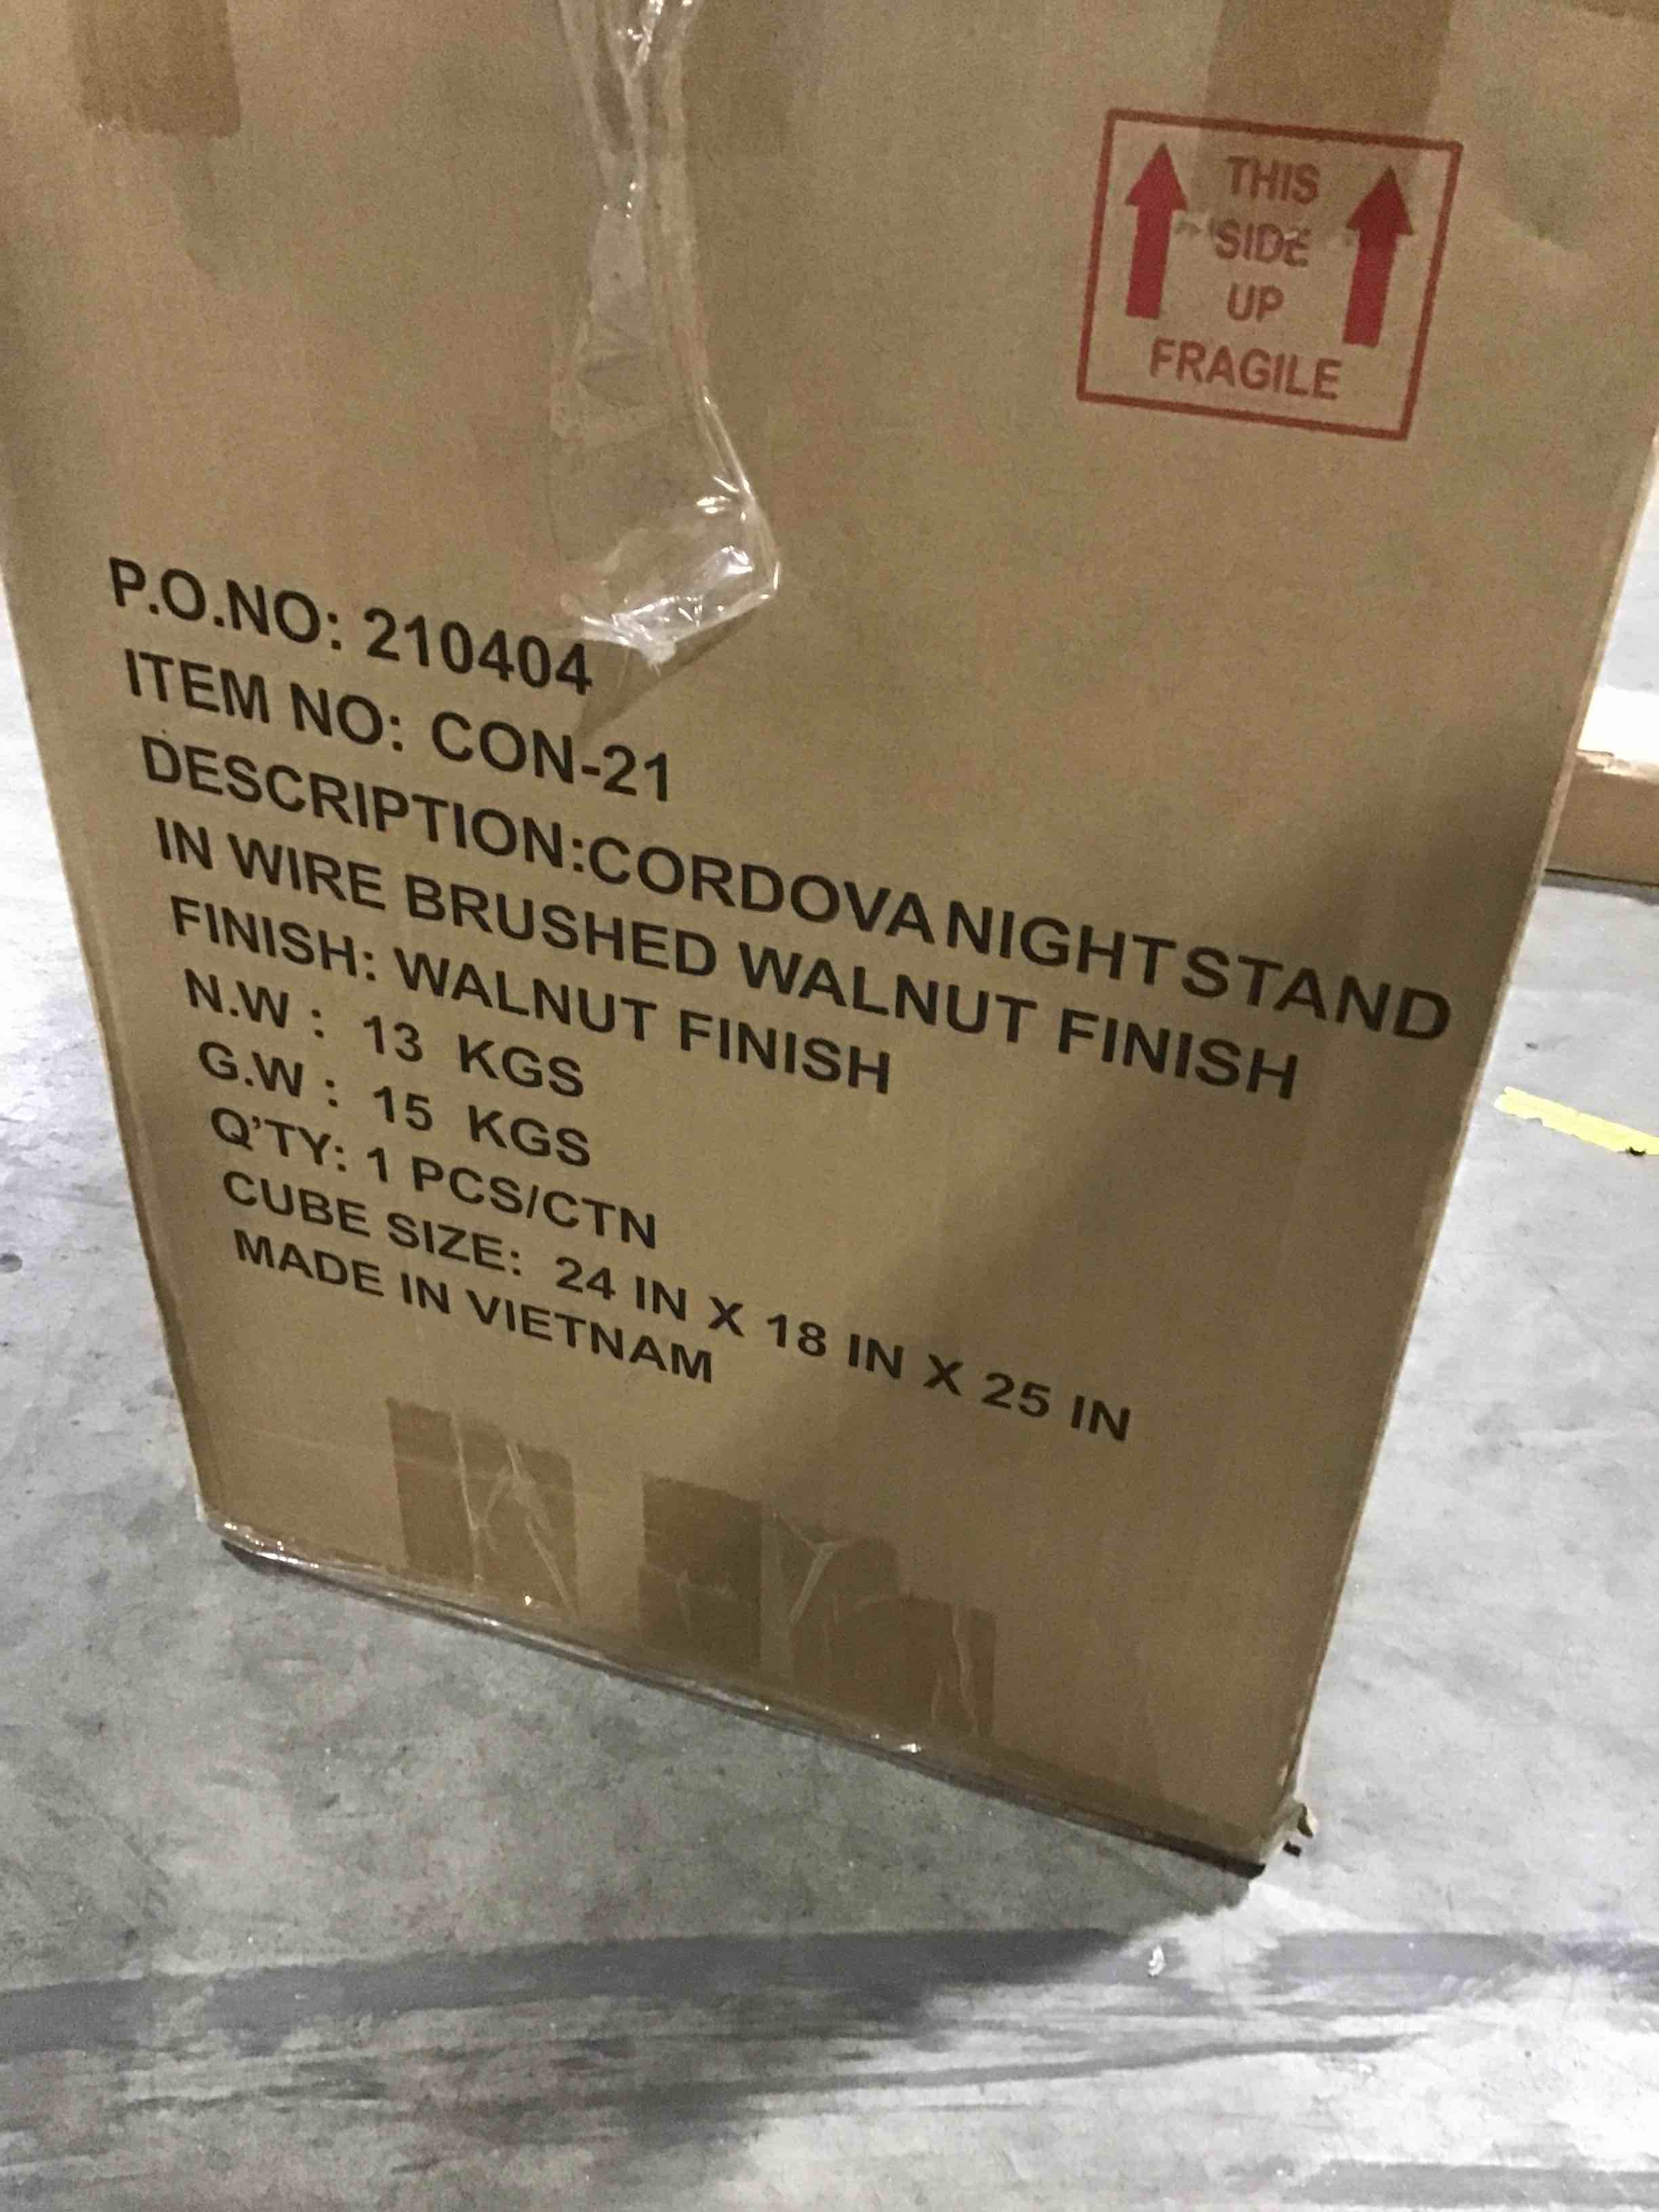 THIS
SIDE
UP
FRAGILE
P.O.NO: 210404
ITEM NO: CON-21
DESCRIPTION:CORDOVA NIGHTSTAND
IN WIRE BRUSHED WALNUT FINISH
FINISH: WALNUT FINISH
N.W : 13 KGS
G.W : 15 KGS
Q'TY: 1 PCS/CTN
CUBE SIZE: 24 IN X 18 IN X 25 IN
MADE IN VIETNAM